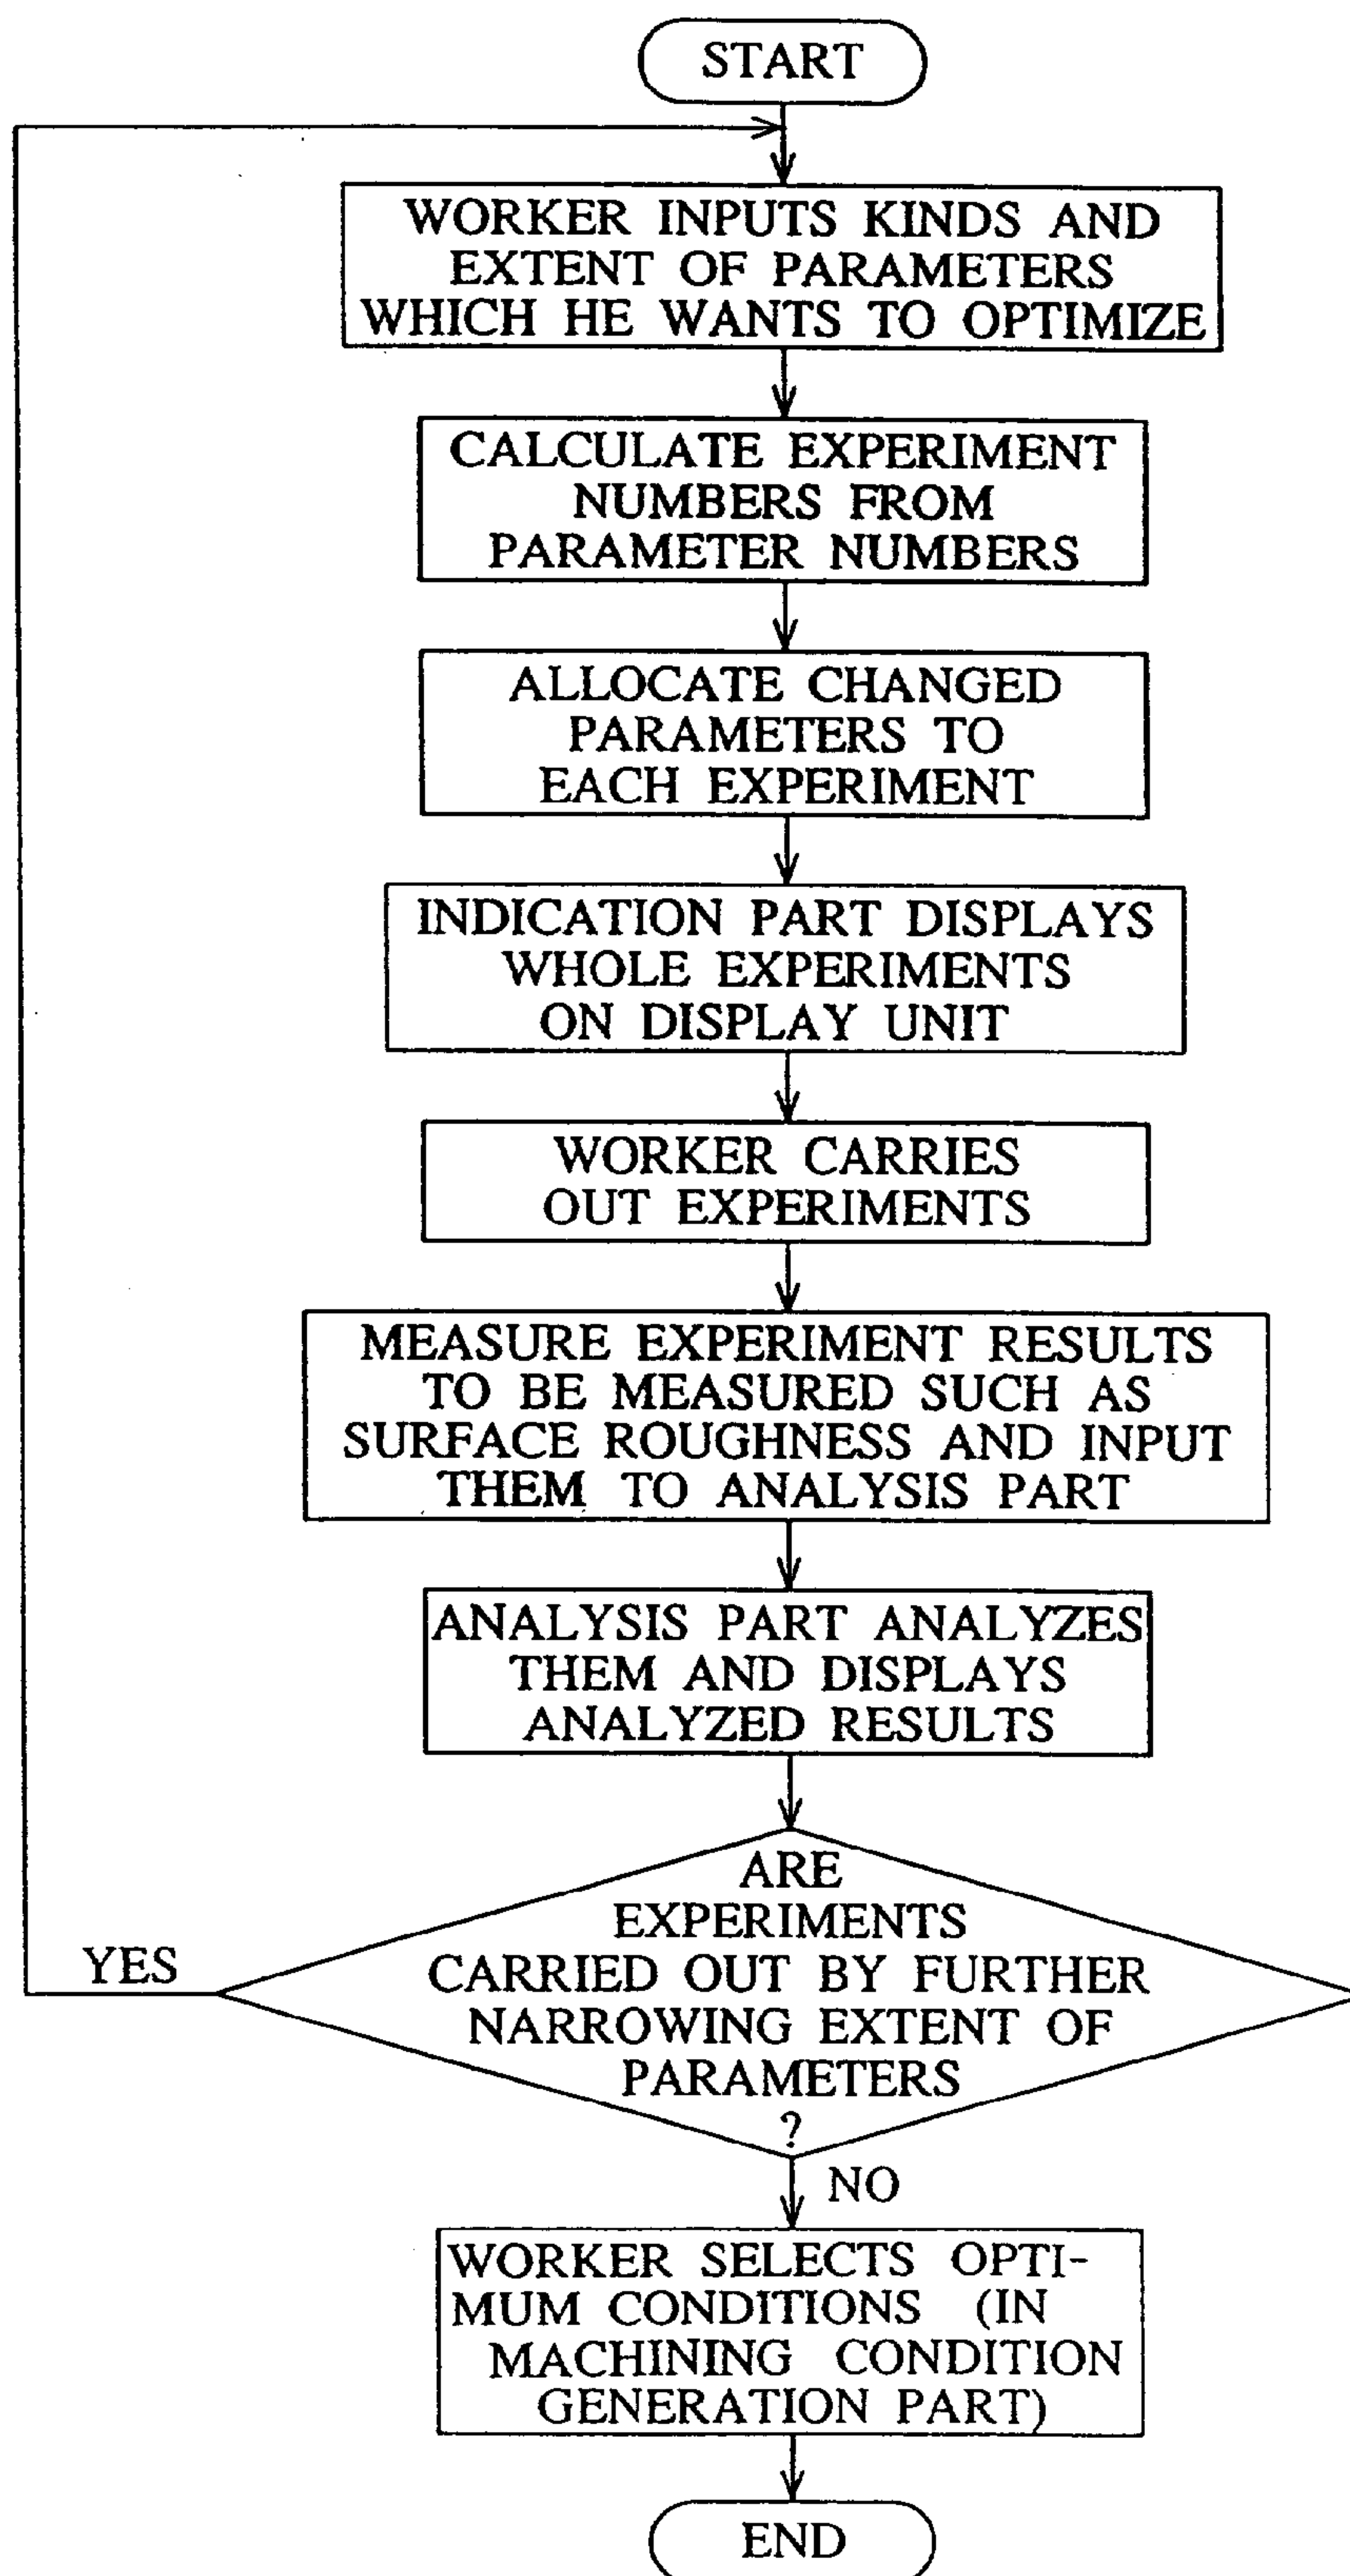 START
WORKER INPUTS KINDS AND
EXTENT OF PARAMETERS
WHICH HE WANTS TO OPTIMIZE
CALCULATE EXPERIMENT
NUMBERS FROM
PARAMETER NUMBERS
ALLOCATE CHANGED
PARAMETERS TO
EACH EXPERIMENT
INDICATION PART DISPLAYS
WHOLE EXPERIMENTS
ON DISPLAY UNIT
WORKER CARRIES
OUT EXPERIMENTS
MEASURE EXPERIMENT RESULTS
TO BE MEASURED SUCH AS
SURFACE ROUGHNESS AND INPUT
THEM TO ANALYSIS PART
ANALYSIS PART ANALYZES
THEM AND DISPLAYS
ANALYZED RESULTS
ARE
EXPERIMENTS
CARRIED OUT BY FURTHER
NARROWING EXTENT OF
PARAMETERS
?
YES
NO
WORKER SELECTS OPTI-
MUM CONDITIONS (IN
MACHINING CONDITION
GENERATION PART)
END